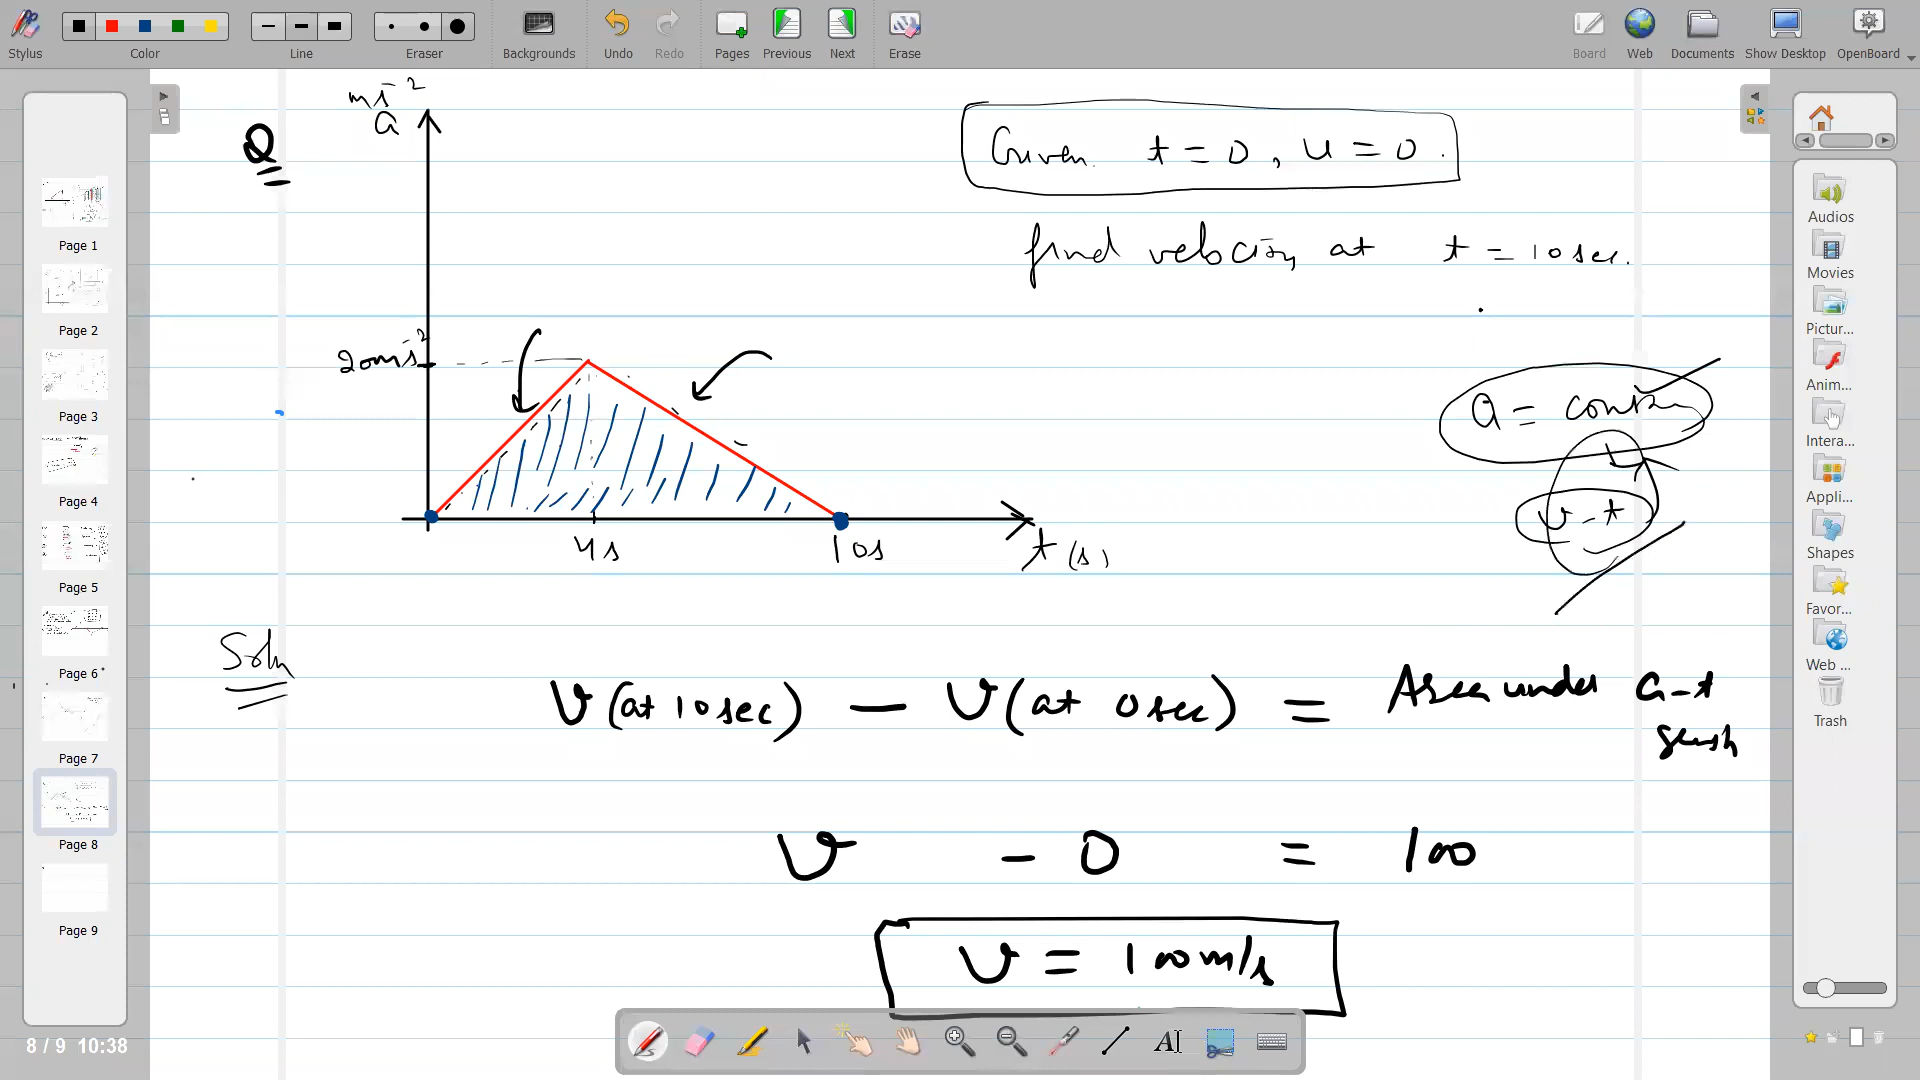 Stylus
Color
Line
Eraser
Backgrounds
Undo
Redo
Pages
Previous
Next
Erase
Board
Web
Documents
Show Desktop
OpenBoard
Page 1
Page 2
Page 3
Page 4
Page 5
Page 6
Page 7
Page 8
Page 9
8 / 9 10:38
Q
ms⁻²
a
20ms⁻²
4s
10s
t (s)
Given. t = 0, u = 0.
find velocity at t = 10 sec.
a =
v - t
Soln
v (at 10 sec) - v (at 0 sec) = Area under a-t
v - 0 = 100
v = 100 m/s
Audios
Movies
Pictur...
Anim...
Intera...
Appli...
Shapes
Favor...
Web ...
Trash
AI